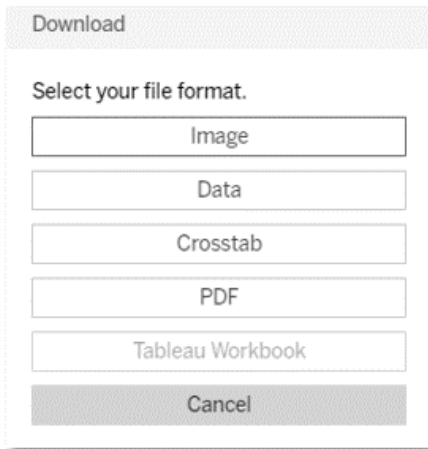 Download
Select your file format.
Image
Data
Crosstab
PDF
Tableau Workbook
Cancel